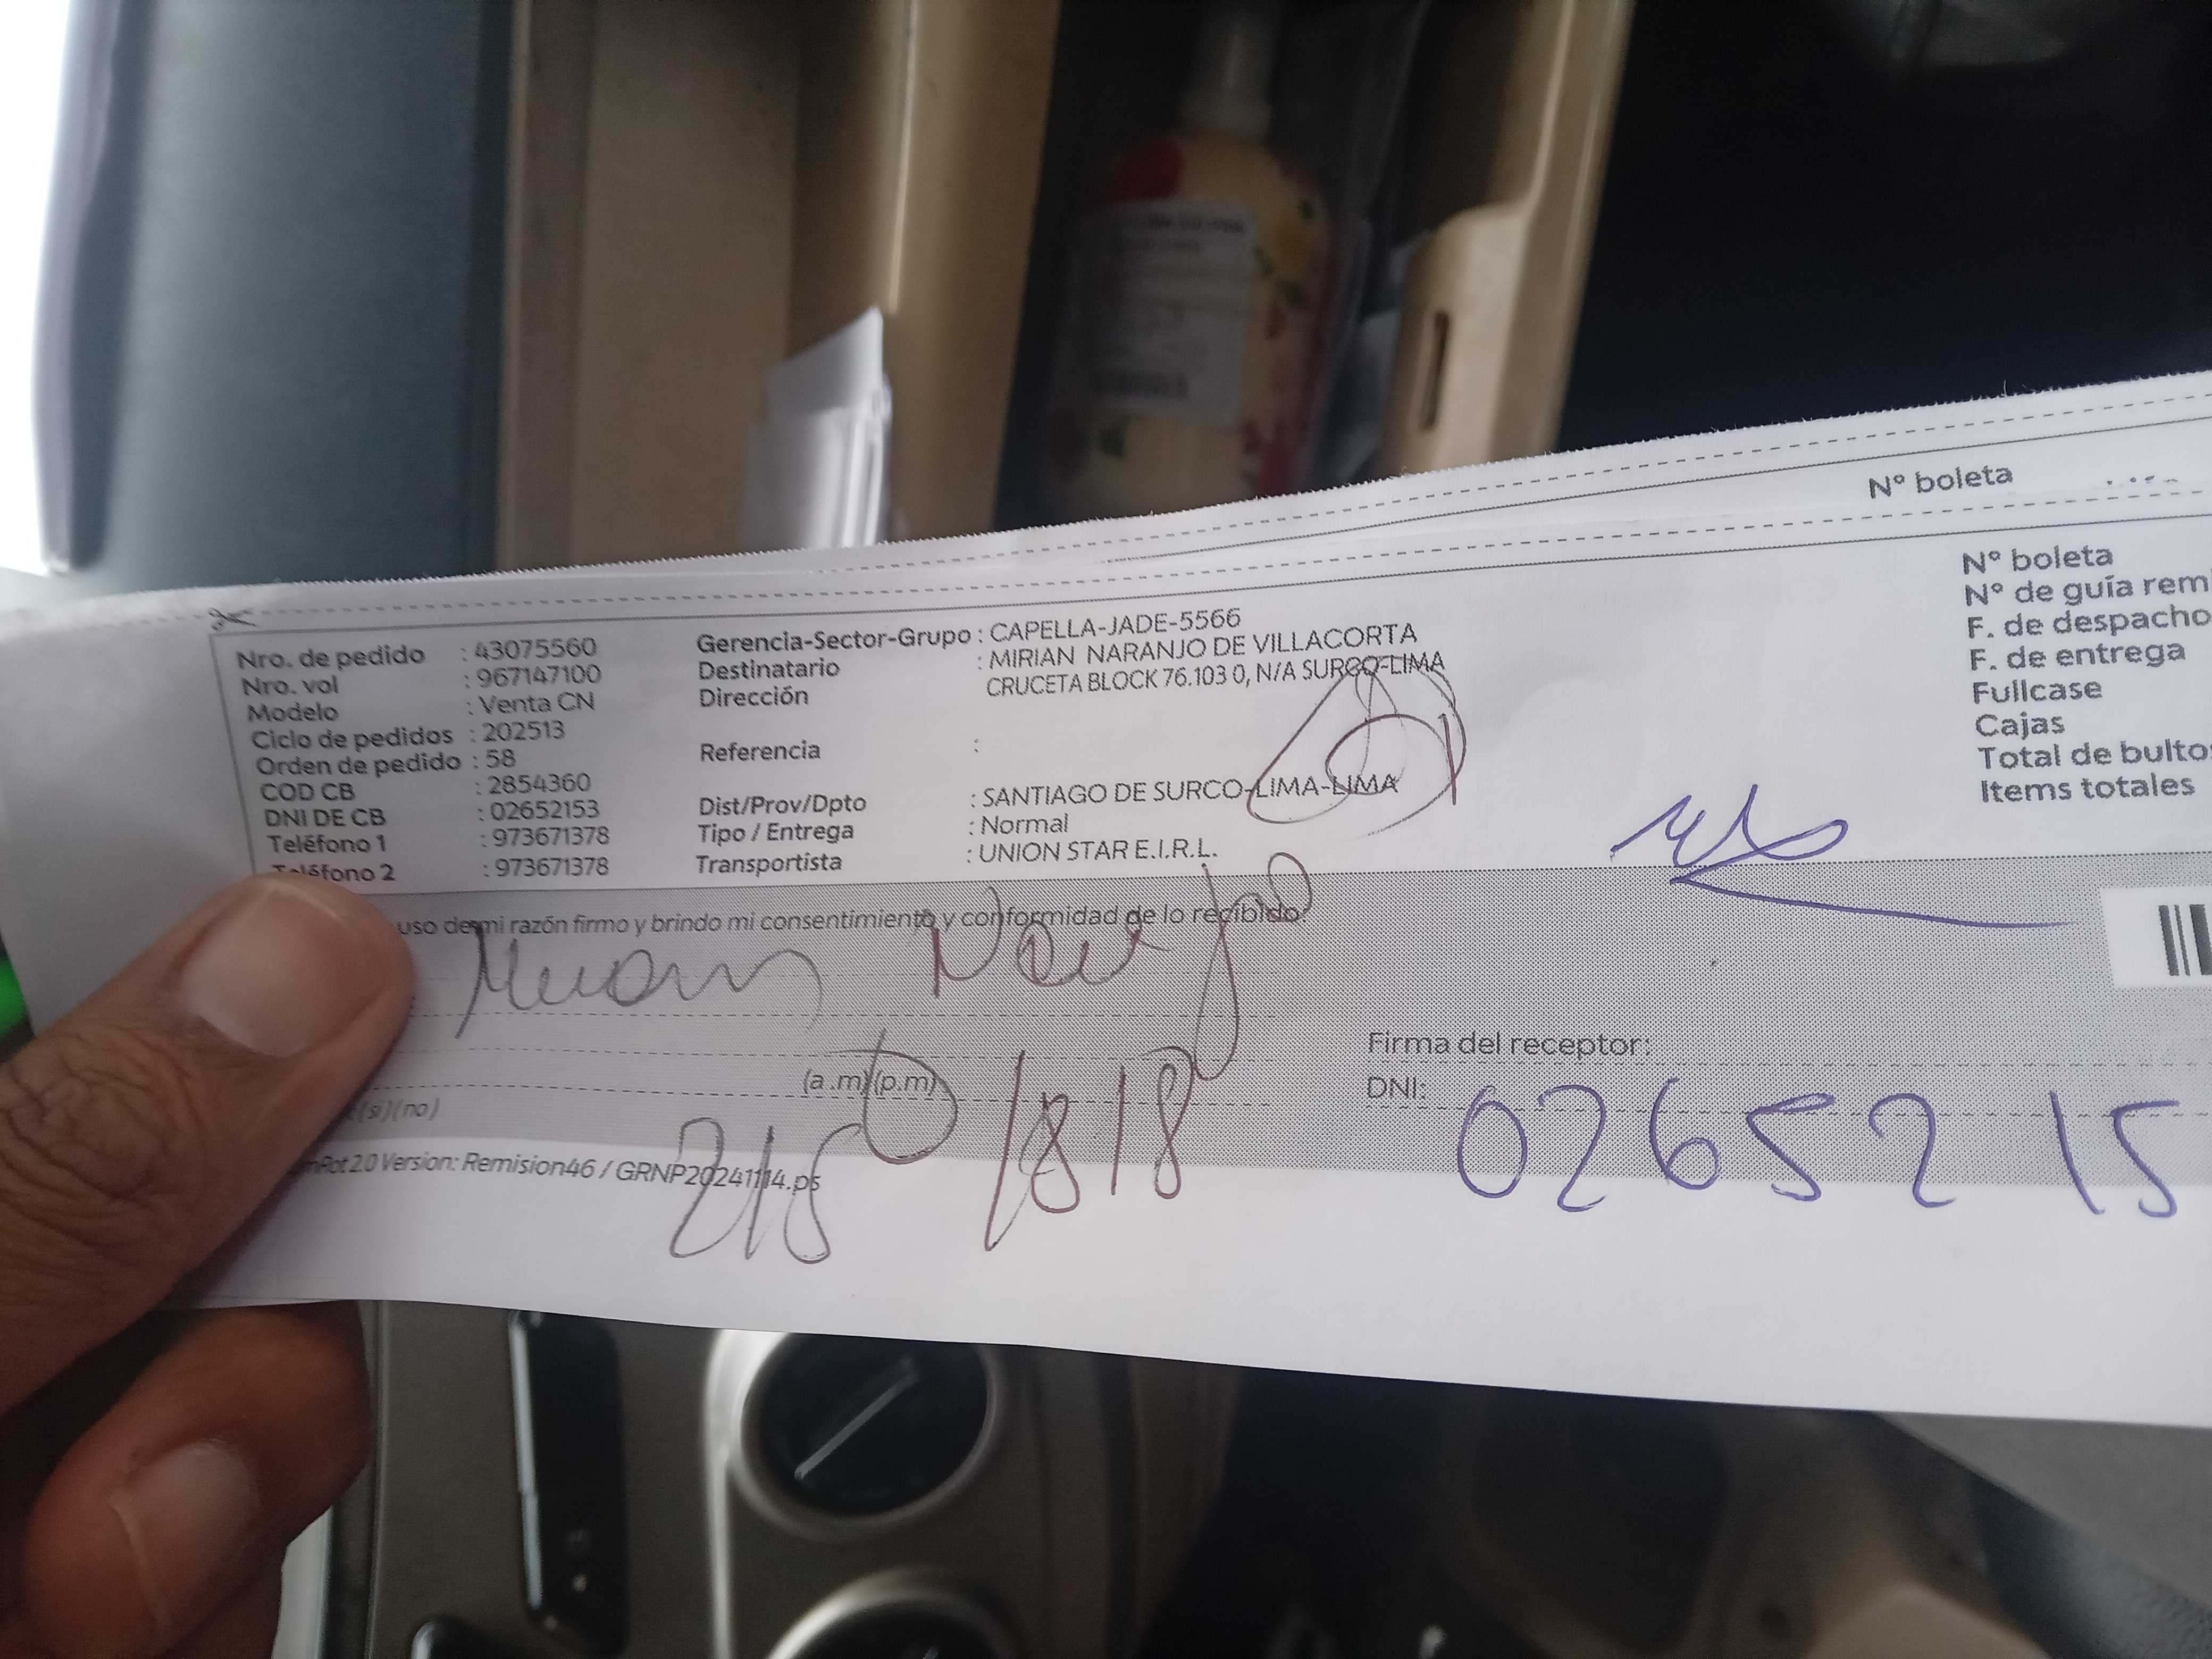 Nº boleta
Nro. de pedido : 43075560
Nro. vol : 967147100
Modelo : Venta CN
Ciclo de pedidos : 202513
Orden de pedido : 58
COD CB : 2854360
DNI DE CB : 02652153
Teléfono 1 : 973671378
Teléfono 2 : 973671378
Gerencia-Sector-Grupo : CAPELLA-JADE-5566
Destinatario : MIRIAN NARANJO DE VILLACORTA
Dirección CRUCETA BLOCK 76.103 0, N/A SURCO-LIMA
Referencia :
Dist/Prov/Dpto : SANTIAGO DE SURCO-LIMA-LIMA
Tipo / Entrega : Normal
Transportista : UNION STAR E.I.R.L.
Nº boleta
Nº de guía rem
F. de despacho
F. de entrega
Fullcase
Cajas
Total de bulto
Items totales
uso de mi razón firmo y brindo mi consentimiento y conformidad de lo recibido:
(a.m)(p.m)
(si)(no)
Firma del receptor:
DNI: 0265215
2.0 Version: Remision46 / GRNP20241114.ps